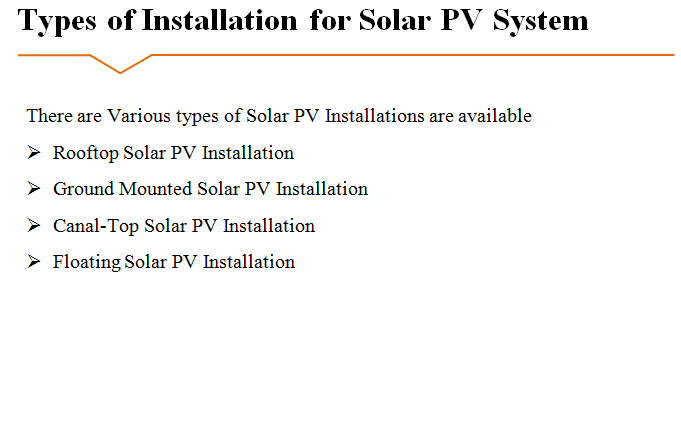 Types of Installation for Solar PV System
There are Various types of Solar PV Installations are available
➢ Rooftop Solar PV Installation
➢ Ground Mounted Solar PV Installation
➢ Canal-Top Solar PV Installation
➢ Floating Solar PV Installation